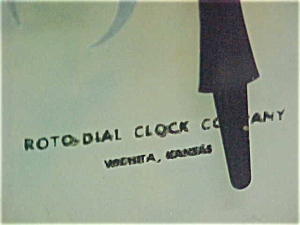 ROTO-DIAL CLOCK COMPANY
WICHITA, KANSAS